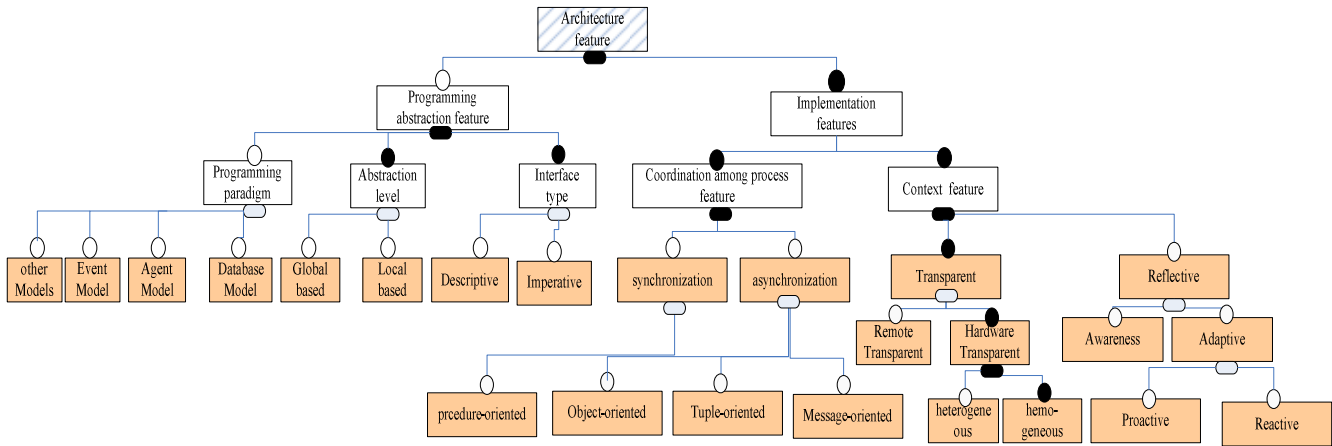 Architecture
feature
Programming
abstraction feature
Implementation
features
Programming
paradigm
Abstraction
level
Interface
type
Coordination among process
feature
Context feature
other
Models
Event
Model
Agent
Model
Database
Model
Global
based
Local
based
Descriptive
Imperative
synchronization
asynchronization
Transparent
Reflective
Remote
Transparent
Hardware
Transparent
Awareness
Adaptive
prcedure-oriented
Object-oriented
Tuple-oriented
Message-oriented
heterogene
ous
hemo-
geneous
Proactive
Reactive